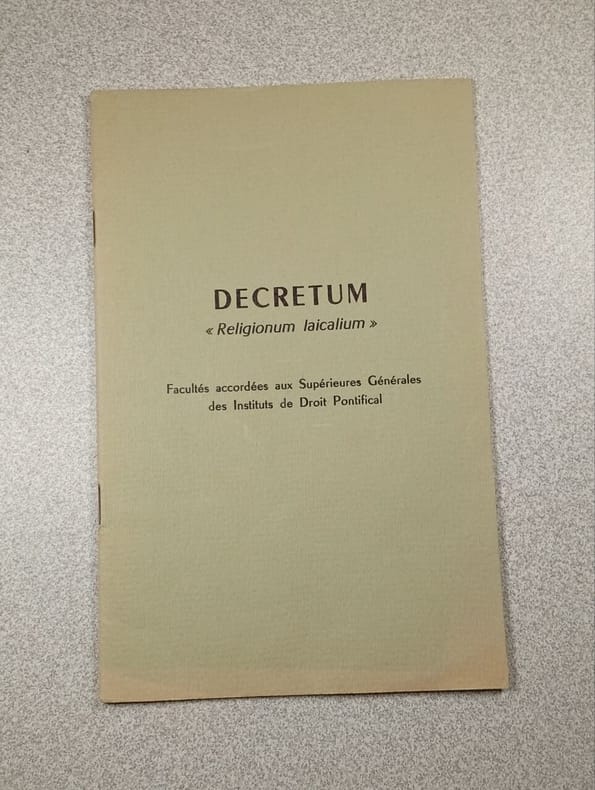 DECRETUM
« Religionum laicalium »
Facultés accordées aux Supérieures Générales
des Instituts de Droit Pontifical